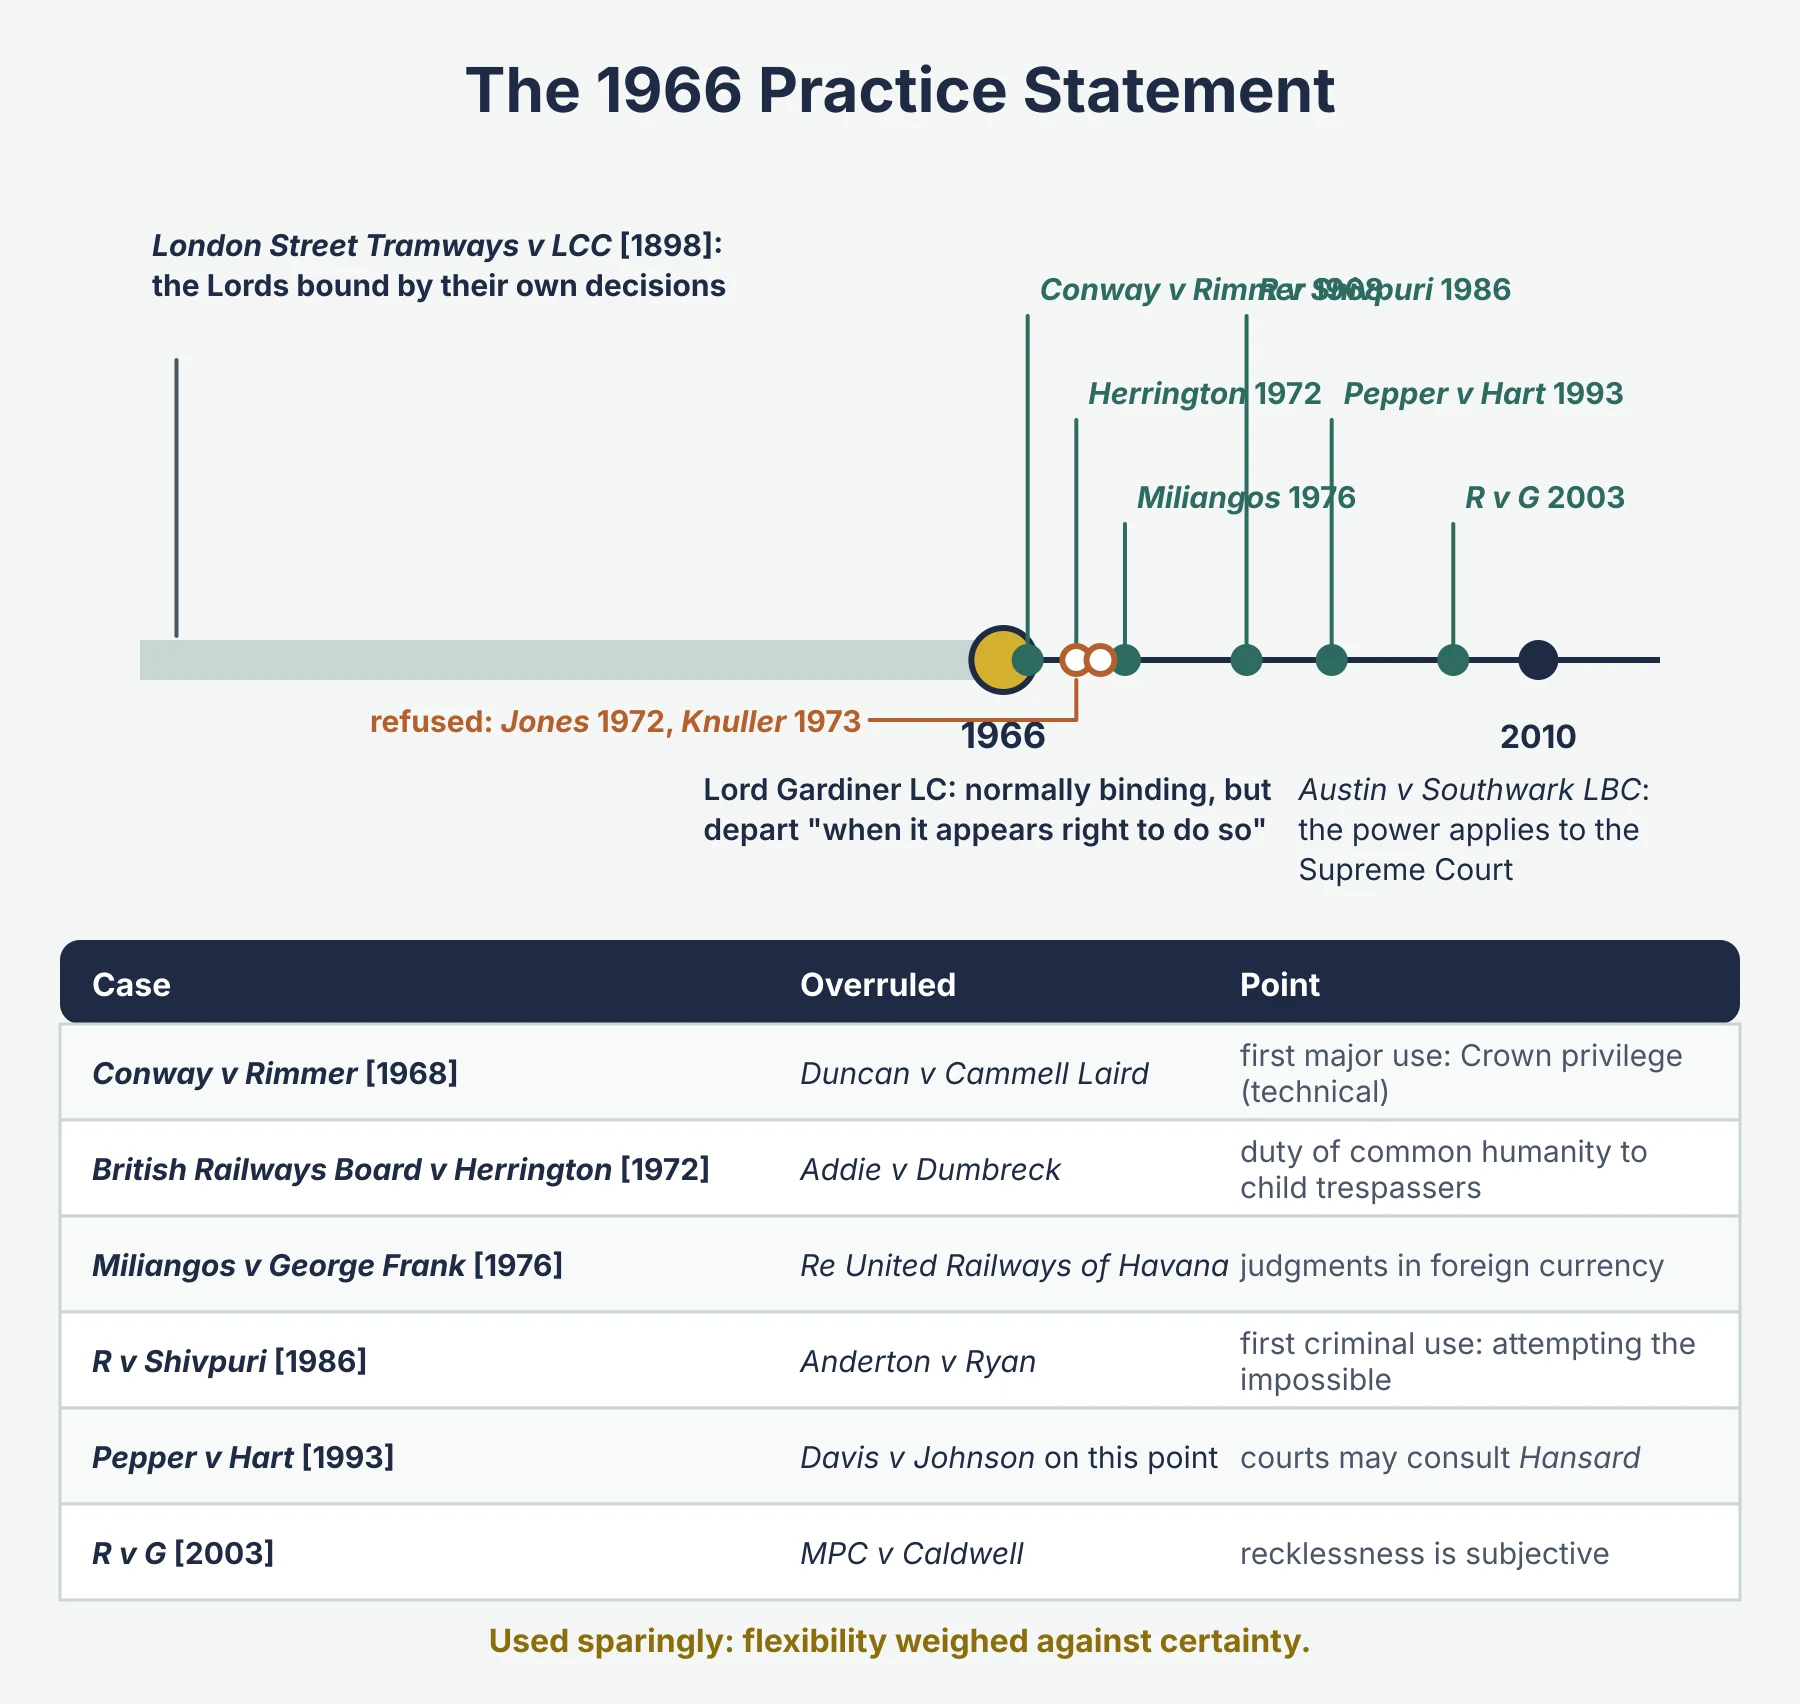 The 1966 Practice Statement
London Street Tramways v LCC [1898]:
the Lords bound by their own decisions
Conway v Rimmer 1968
R v Shivpuri 1986
Herrington 1972
Pepper v Hart 1993
Miliangos 1976
R v G 2003
refused: Jones 1972, Knuller 1973
1966
2010
Lord Gardiner LC: normally binding, but
depart "when it appears right to do so"
Austin v Southwark LBC:
the power applies to the
Supreme Court
Case Overruled Point
Conway v Rimmer [1968] Duncan v Cammell Laird first major use: Crown privilege
(technical)
British Railways Board v Herrington [1972] Addie v Dumbreck duty of common humanity to
child trespassers
Miliangos v George Frank [1976] Re United Railways of Havana judgments in foreign currency
R v Shivpuri [1986] Anderton v Ryan first criminal use: attempting the
impossible
Pepper v Hart [1993] Davis v Johnson on this point courts may consult Hansard
R v G [2003] MPC v Caldwell recklessness is subjective
Used sparingly: flexibility weighed against certainty.